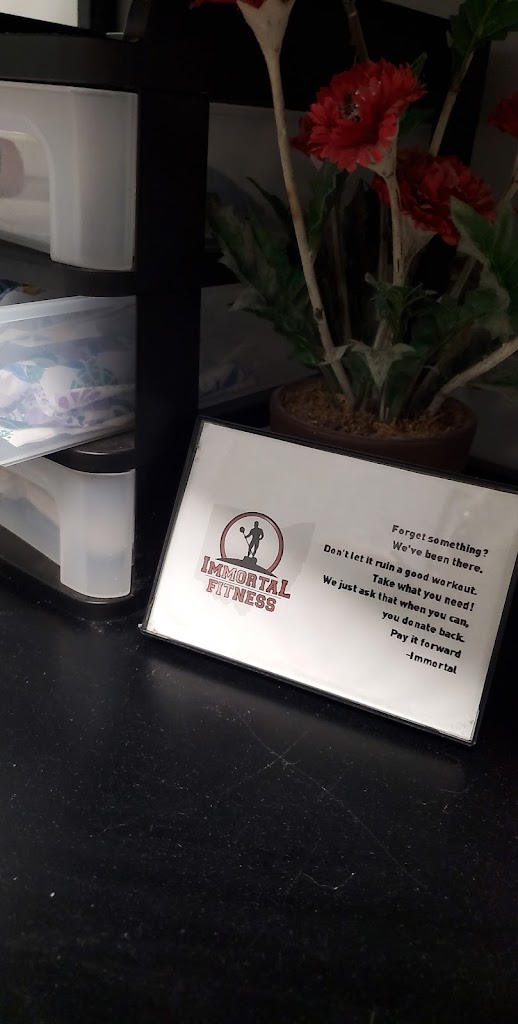 IMMORTAL
FITNESS
Forget something?
We've been there.
Don't let it ruin a good workout.
Take what you need!
We just ask that when you can,
you donate back.
Pay it forward
-Immortal